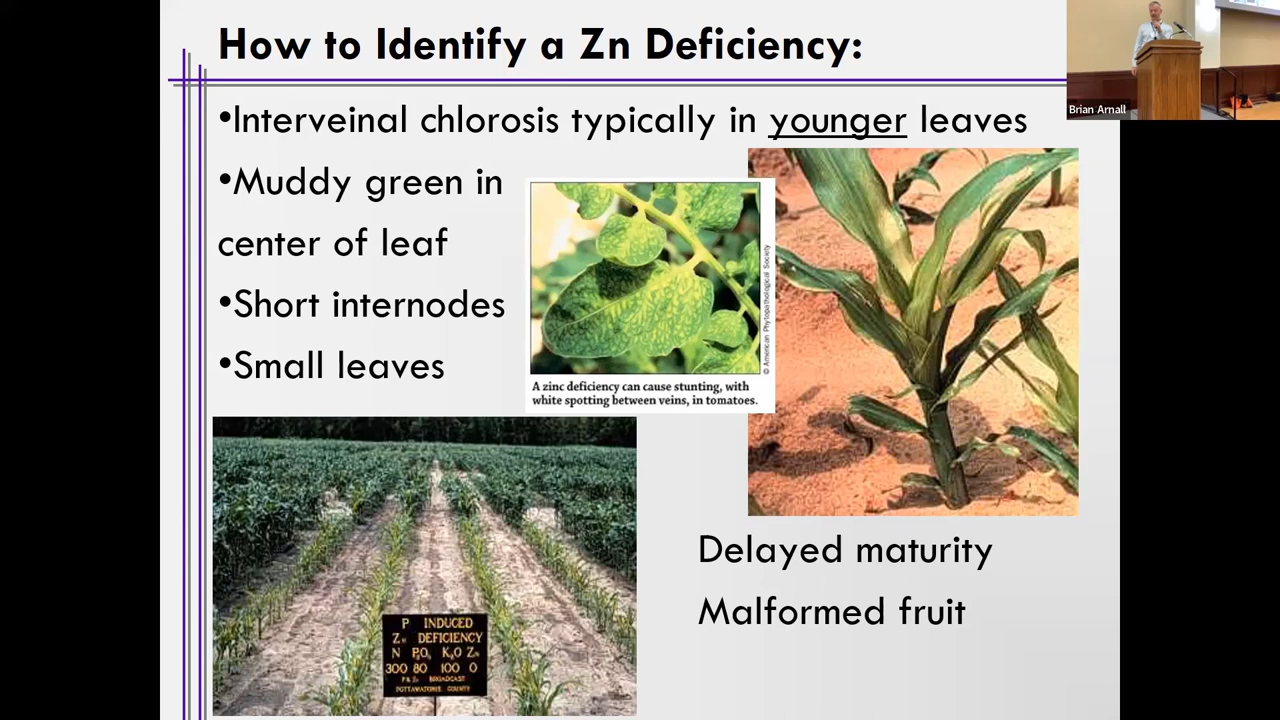 How to Identify a Zn Deficiency:
Brian Arnall
•Interveinal chlorosis typically in younger leaves
•Muddy green in
center of leaf
•Short internodes
•Small leaves
© American Phytopathological Society
A zinc deficiency can cause stunting, with
white spotting between veins, in tomatoes.
P INDUCED
Zn DEFICIENCY
N P₂O₅ K₂O Zn
300 80 100 0
P & Zn BROADCAST
POTTAWATOMIE COUNTY
Delayed maturity
Malformed fruit